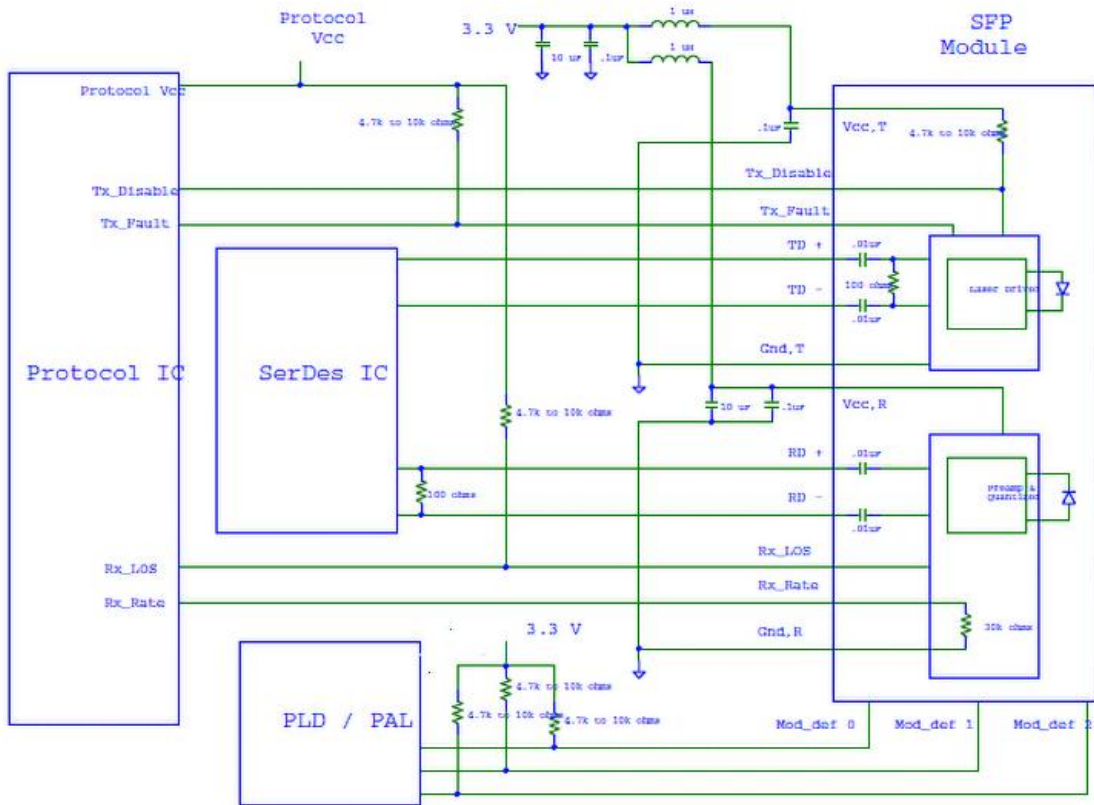 Protocol
Vcc
3.3 V
1 uH
1 uH
10 uF
.1uF
SFP
Module
Protocol Vcc
4.7k to 10k ohms
.1uF
Vcc,T
4.7k to 10k ohms
Tx_Disable
Tx_Disable
Tx_Fault
Tx_Fault
TD +
.01uF
100 ohms
Laser Driver
TD -
.01uF
Gnd,T
Protocol IC
SerDes IC
4.7k to 10k ohms
10 uF
.1uF
Vcc,R
RD +
.01uF
100 ohms
Preamp &
quantizer
RD -
.01uF
Rx_LOS
Rx_LOS
Rx_Rate
Rx_Rate
3.3 V
Gnd,R
30k ohms
PLD / PAL
4.7k to 10k ohms
4.7k to 10k ohms
4.7k to 10k ohms
Mod_def 0
Mod_def 1
Mod_def 2